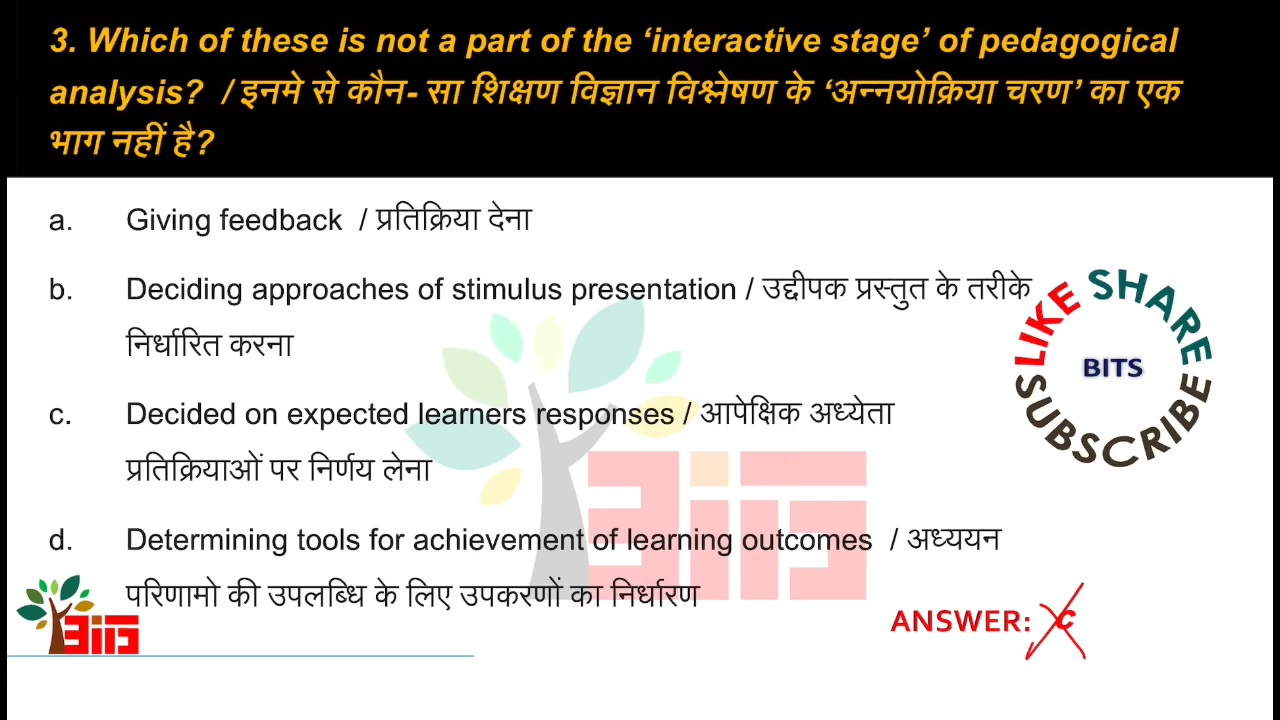 3. Which of these is not a part of the ‘interactive stage’ of pedagogical
analysis? / इनमे से कौन- सा शिक्षण विज्ञान विश्लेषण के ‘अन्नयोक्रिया चरण’ का एक
भाग नहीं है?
a. Giving feedback / प्रतिक्रिया देना
b. Deciding approaches of stimulus presentation / उद्दीपक प्रस्तुत के तरीके
निर्धारित करना
c. Decided on expected learners responses / आपेक्षिक अध्येता
प्रतिक्रियाओं पर निर्णय लेना
d. Determining tools for achievement of learning outcomes / अध्ययन
परिणामो की उपलब्धि के लिए उपकरणों का निर्धारण
LIKE SHARE SUBSCRIBE
BITS
ANSWER: C